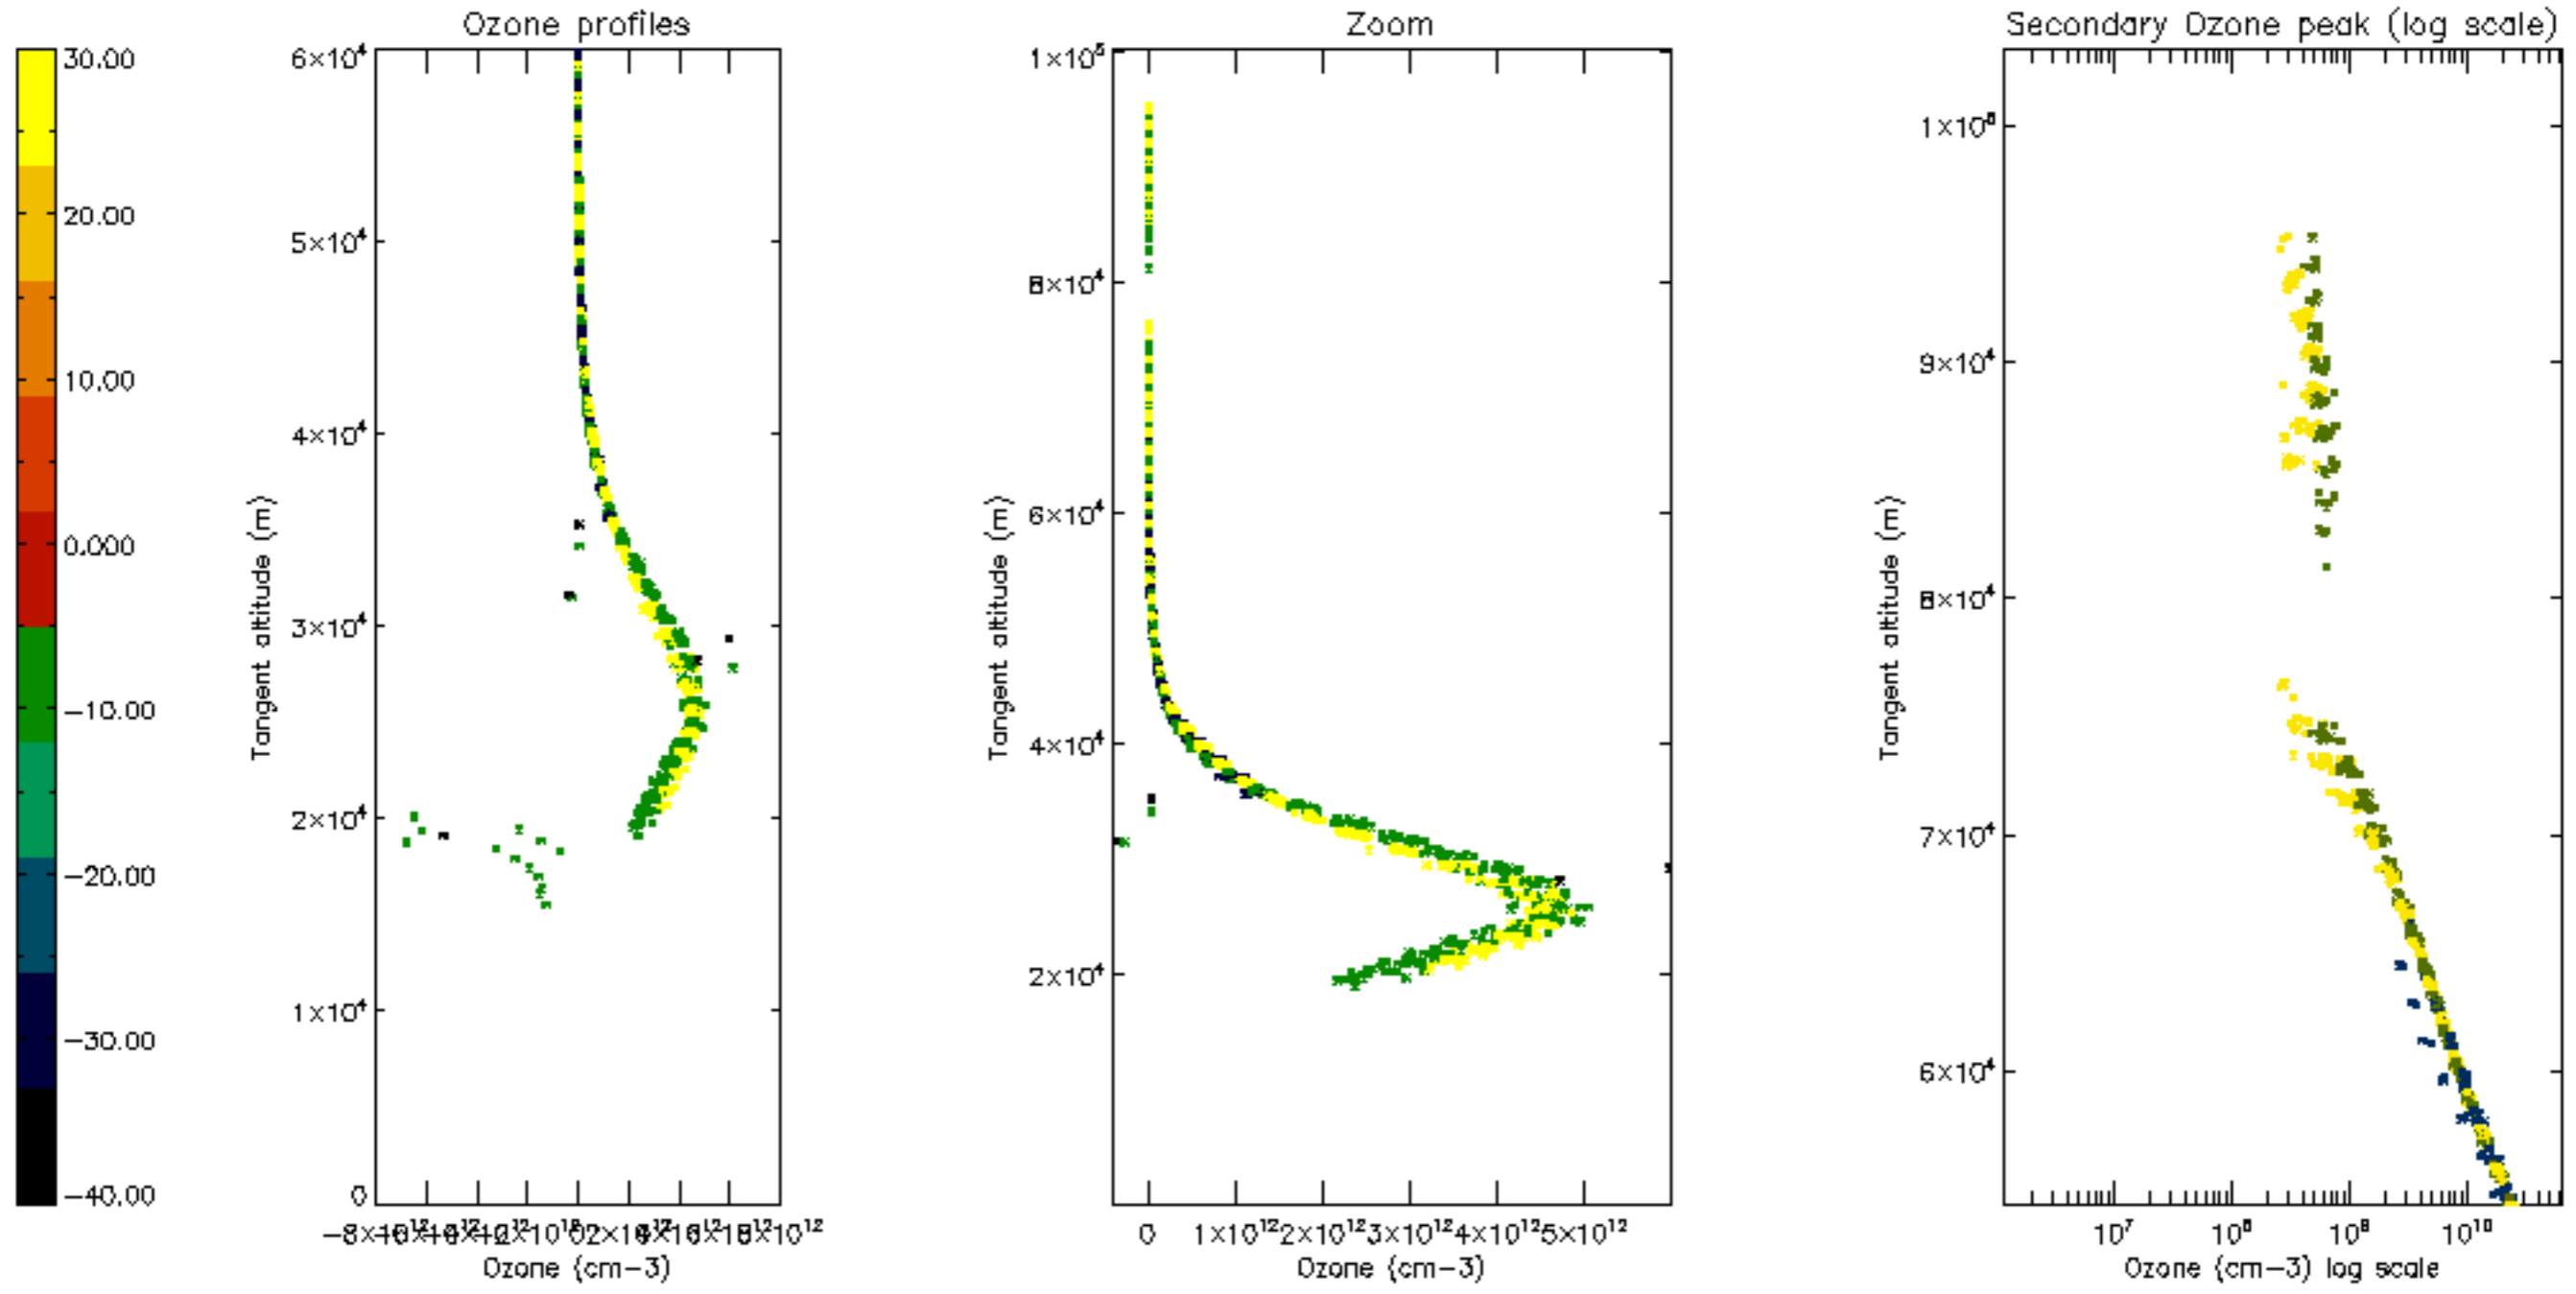 Ozone profiles
Zoom
Secondary Ozone peak (log scale)
30.00
20.00
10.00
0.000
−10.00
−20.00
−30.00
−40.00
6×10⁴
5×10⁴
4×10⁴
3×10⁴
2×10⁴
1×10⁴
0
Tangent altitude (m)
Ozone (cm−3)
1×10⁵
8×10⁴
6×10⁴
4×10⁴
2×10⁴
Tangent altitude (m)
0 1×10¹² 2×10¹² 3×10¹² 4×10¹² 5×10¹²
Ozone (cm−3)
1×10⁵
9×10⁴
8×10⁴
7×10⁴
6×10⁴
Tangent altitude (m)
10⁷ 10⁸ 10⁹ 10¹⁰
Ozone (cm−3) log scale